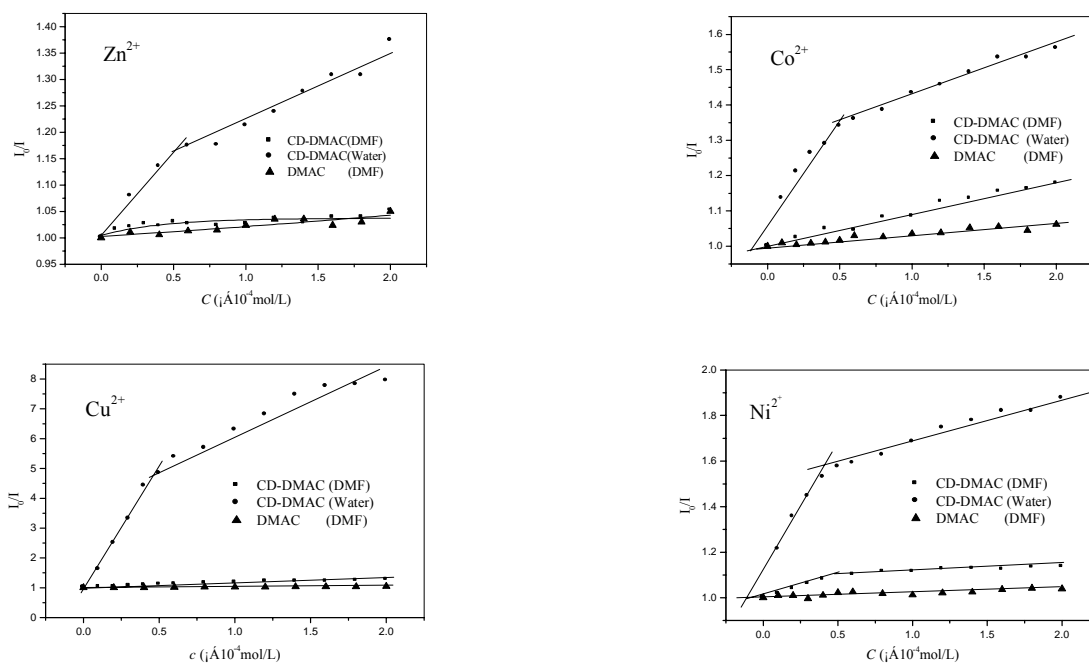 Zn2+
1.40
1.35
1.30
1.25
1.20
1.15
1.10
1.05
1.00
0.95
I0/I
CD-DMAC(DMF)
CD-DMAC(Water)
DMAC (DMF)
0.0 0.5 1.0 1.5 2.0
C (¡Á10-4mol/L)
Co2+
1.6
1.5
1.4
1.3
1.2
1.1
1.0
I0/I
CD-DMAC (DMF)
CD-DMAC (Water)
DMAC (DMF)
0.0 0.5 1.0 1.5 2.0
C (¡Á10-4mol/L)
Cu2+
8
7
6
5
4
3
2
1
0
I0/I
CD-DMAC (DMF)
CD-DMAC (Water)
DMAC (DMF)
0.0 0.5 1.0 1.5 2.0
c (¡Á10-4mol/L)
Ni2+
2.0
1.8
1.6
1.4
1.2
1.0
I0/I
CD-DMAC (DMF)
CD-DMAC (Water)
DMAC (DMF)
0.0 0.5 1.0 1.5 2.0
C (¡Á10-4mol/L)